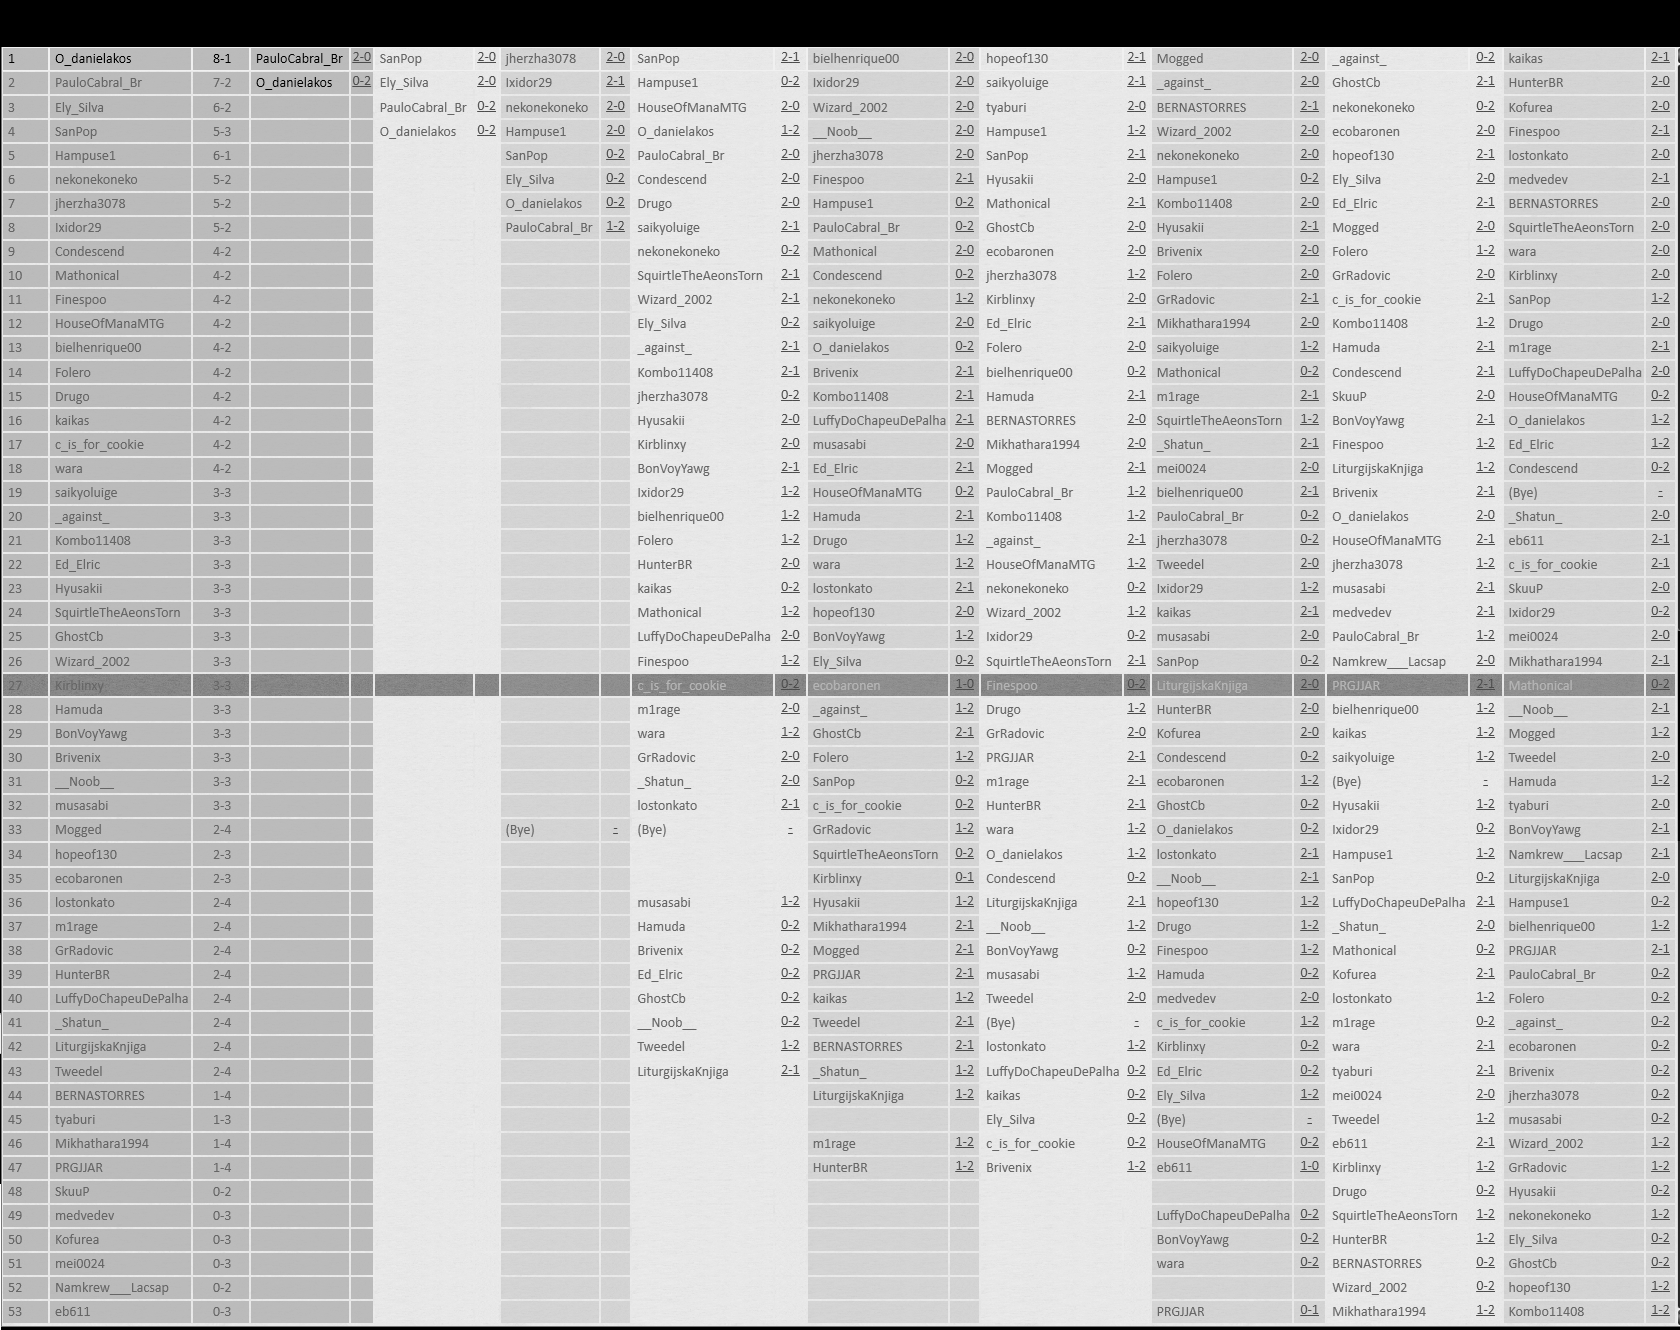 1 O_danielakos 8-1 PauloCabral_Br 2-0 SanPop 2-0 jherzha3078 2-0 SanPop 2-1 bielhenrique00 2-0 hopeof130 2-1 Mogged 2-0 _against_ 0-2 kaikas 2-1
2 PauloCabral_Br 7-2 O_danielakos 0-2 Ely_Silva 2-0 Ixidor29 2-1 Hampuse1 0-2 Ixidor29 2-0 saikyoluige 2-1 _against_ 2-0 GhostCb 2-1 HunterBR 2-0
3 Ely_Silva 6-2 PauloCabral_Br 0-2 nekonekoneko 2-0 HouseOfManaMTG 2-0 Wizard_2002 2-0 tyaburi 2-0 BERNASTORRES 2-1 nekonekoneko 0-2 Kofurea 2-0
4 SanPop 5-3 O_danielakos 0-2 Hampuse1 2-0 O_danielakos 1-2 __Noob__ 2-0 Hampuse1 1-2 Wizard_2002 2-0 ecobaronen 2-0 Finespoo 2-1
5 Hampuse1 6-1 SanPop 0-2 PauloCabral_Br 2-0 jherzha3078 2-0 SanPop 2-1 nekonekoneko 2-0 hopeof130 2-1 lostonkato 2-0
6 nekonekoneko 5-2 Ely_Silva 0-2 Condescend 2-0 Finespoo 2-1 Hyusakii 2-0 Hampuse1 0-2 Ely_Silva 2-0 medvedev 2-1
7 jherzha3078 5-2 O_danielakos 0-2 Drugo 2-0 Hampuse1 0-2 Mathonical 2-1 Kombo11408 2-0 Ed_Elric 2-1 BERNASTORRES 2-0
8 Ixidor29 5-2 PauloCabral_Br 1-2 saikyoluige 2-1 PauloCabral_Br 0-2 GhostCb 2-0 Hyusakii 2-1 Mogged 2-0 SquirtleTheAeonsTorn 2-0
9 Condescend 4-2 nekonekoneko 0-2 Mathonical 2-0 ecobaronen 2-0 Brivenix 2-0 Folero 1-2 wara 2-0
10 Mathonical 4-2 SquirtleTheAeonsTorn 2-1 Condescend 0-2 jherzha3078 1-2 Folero 2-0 GrRadovic 2-0 Kirblinxy 2-0
11 Finespoo 4-2 Wizard_2002 2-1 nekonekoneko 1-2 Kirblinxy 2-0 GrRadovic 2-1 c_is_for_cookie 2-1 SanPop 1-2
12 HouseOfManaMTG 4-2 Ely_Silva 0-2 saikyoluige 2-0 Ed_Elric 2-1 Mikhathara1994 2-0 Kombo11408 1-2 Drugo 2-0
13 bielhenrique00 4-2 _against_ 2-1 O_danielakos 0-2 Folero 2-0 saikyoluige 1-2 Hamuda 2-1 m1rage 2-1
14 Folero 4-2 Kombo11408 2-1 Brivenix 2-1 bielhenrique00 0-2 Mathonical 0-2 Condescend 2-1 LuffyDoChapeuDePalha 2-0
15 Drugo 4-2 jherzha3078 0-2 Kombo11408 2-1 Hamuda 2-1 m1rage 2-1 SkuuP 2-0 HouseOfManaMTG 0-2
16 kaikas 4-2 Hyusakii 2-0 LuffyDoChapeuDePalha 2-1 BERNASTORRES 2-0 SquirtleTheAeonsTorn 1-2 BonVoyYawg 2-1 O_danielakos 1-2
17 c_is_for_cookie 4-2 Kirblinxy 2-0 musasabi 2-0 Mikhathara1994 2-0 _Shatun_ 2-1 Finespoo 1-2 Ed_Elric 1-2
18 wara 4-2 BonVoyYawg 2-1 Ed_Elric 2-0 Mogged 2-1 mei0024 2-0 LiturgijskaKnjiga 1-2 Condescend 0-2
19 saikyoluige 3-3 Ixidor29 1-2 HouseOfManaMTG 0-2 PauloCabral_Br 1-2 bielhenrique00 2-1 Brivenix 2-1 (Bye) -
20 _against_ 3-3 bielhenrique00 1-2 Hamuda 2-1 Kombo11408 1-2 PauloCabral_Br 0-2 O_danielakos 2-0 _Shatun_ 2-0
21 Kombo11408 3-3 Folero 1-2 Drugo 1-2 _against_ 2-1 jherzha3078 0-2 HouseOfManaMTG 2-1 eb611 2-1
22 Ed_Elric 3-3 HunterBR 2-0 wara 1-2 HouseOfManaMTG 1-2 Tweedel 2-0 jherzha3078 1-2 c_is_for_cookie 2-1
23 Hyusakii 3-3 kaikas 0-2 lostonkato 2-1 nekonekoneko 0-2 Ixidor29 1-2 musasabi 2-1 SkuuP 2-0
24 SquirtleTheAeonsTorn 3-3 Mathonical 1-2 hopeof130 2-0 Wizard_2002 1-2 kaikas 2-1 medvedev 2-1 Ixidor29 0-2
25 GhostCb 3-3 LuffyDoChapeuDePalha 2-0 BonVoyYawg 1-2 Ixidor29 0-2 musasabi 2-0 PauloCabral_Br 1-2 mei0024 2-0
26 Wizard_2002 3-3 Finespoo 1-2 Ely_Silva 0-2 SquirtleTheAeonsTorn 2-1 SanPop 0-2 Namkrew___Lacsap 2-0 Mikhathara1994 2-1
27 Kirblinxy 3-3 c_is_for_cookie 0-2 ecobaronen 1-0 Finespoo 0-2 LiturgijskaKnjiga 2-0 PRGJJAR 2-1 Mathonical 0-2
28 Hamuda 3-3 m1rage 2-0 _against_ 1-2 Drugo 1-2 HunterBR 2-0 bielhenrique00 1-2 __Noob__ 2-1
29 BonVoyYawg 3-3 wara 1-2 GhostCb 2-1 GrRadovic 2-0 Kofurea 2-0 kaikas 1-2 Mogged 1-2
30 Brivenix 3-3 GrRadovic 2-0 Folero 1-2 PRGJJAR 2-1 Condescend 0-2 saikyoluige 1-2 Tweedel 2-0
31 __Noob__ 3-3 _Shatun_ 2-0 SanPop 0-2 m1rage 2-1 ecobaronen 1-2 (Bye) - Hamuda 1-2
32 musasabi 3-3 lostonkato 2-1 c_is_for_cookie 0-2 HunterBR 2-1 GhostCb 0-2 Hyusakii 1-2 tyaburi 2-0
33 Mogged 2-4 (Bye) - (Bye) - GrRadovic 1-2 wara 1-2 O_danielakos 0-2 Ixidor29 0-2 BonVoyYawg 2-1
34 hopeof130 2-3 SquirtleTheAeonsTorn 0-2 O_danielakos 1-2 lostonkato 2-1 Hampuse1 1-2 Namkrew___Lacsap 2-1
35 ecobaronen 2-3 Kirblinxy 0-1 Condescend 0-2 __Noob__ 2-1 SanPop 0-2 LiturgijskaKnjiga 2-0
36 lostonkato 2-4 musasabi 1-2 Hyusakii 1-2 LiturgijskaKnjiga 2-1 hopeof130 1-2 LuffyDoChapeuDePalha 2-1 Hampuse1 0-2
37 m1rage 2-4 Hamuda 0-2 Mikhathara1994 2-1 __Noob__ 1-2 Drugo 1-2 _Shatun_ 2-0 bielhenrique00 1-2
38 GrRadovic 2-4 Brivenix 0-2 Mogged 2-1 BonVoyYawg 0-2 Finespoo 1-2 Mathonical 0-2 PRGJJAR 2-1
39 HunterBR 2-4 Ed_Elric 0-2 PRGJJAR 2-1 musasabi 1-2 Hamuda 0-2 Kofurea 2-1 PauloCabral_Br 0-2
40 LuffyDoChapeuDePalha 2-4 GhostCb 0-2 kaikas 1-2 Tweedel 2-0 medvedev 2-0 lostonkato 1-2 Folero 0-2
41 _Shatun_ 2-4 __Noob__ 0-2 Tweedel 2-1 (Bye) - c_is_for_cookie 1-2 m1rage 0-2 _against_ 0-2
42 LiturgijskaKnjiga 2-4 Tweedel 1-2 BERNASTORRES 2-1 lostonkato 1-2 Kirblinxy 0-2 wara 2-1 ecobaronen 0-2
43 Tweedel 2-4 LiturgijskaKnjiga 2-1 _Shatun_ 1-2 LuffyDoChapeuDePalha 0-2 Ed_Elric 0-2 tyaburi 2-1 Brivenix 0-2
44 BERNASTORRES 1-4 LiturgijskaKnjiga 1-2 kaikas 0-2 Ely_Silva 1-2 mei0024 2-0 jherzha3078 0-2
45 tyaburi 1-3 Ely_Silva 0-2 (Bye) - Tweedel 1-2 musasabi 0-2
46 Mikhathara1994 1-4 m1rage 1-2 c_is_for_cookie 0-2 HouseOfManaMTG 0-2 eb611 2-1 Wizard_2002 1-2
47 PRGJJAR 1-4 HunterBR 1-2 Brivenix 1-2 eb611 1-0 Kirblinxy 1-2 GrRadovic 1-2
48 SkuuP 0-2 Drugo 0-2 Hyusakii 1-2
49 medvedev 0-3 LuffyDoChapeuDePalha 0-2 SquirtleTheAeonsTorn 1-2 nekonekoneko 1-2
50 Kofurea 0-3 BonVoyYawg 0-2 HunterBR 1-2 Ely_Silva 0-2
51 mei0024 0-3 wara 0-2 BERNASTORRES 0-2 GhostCb 0-2
52 Namkrew___Lacsap 0-2 Wizard_2002 0-2 hopeof130 1-2
53 eb611 0-3 PRGJJAR 0-1 Mikhathara1994 1-2 Kombo11408 1-2